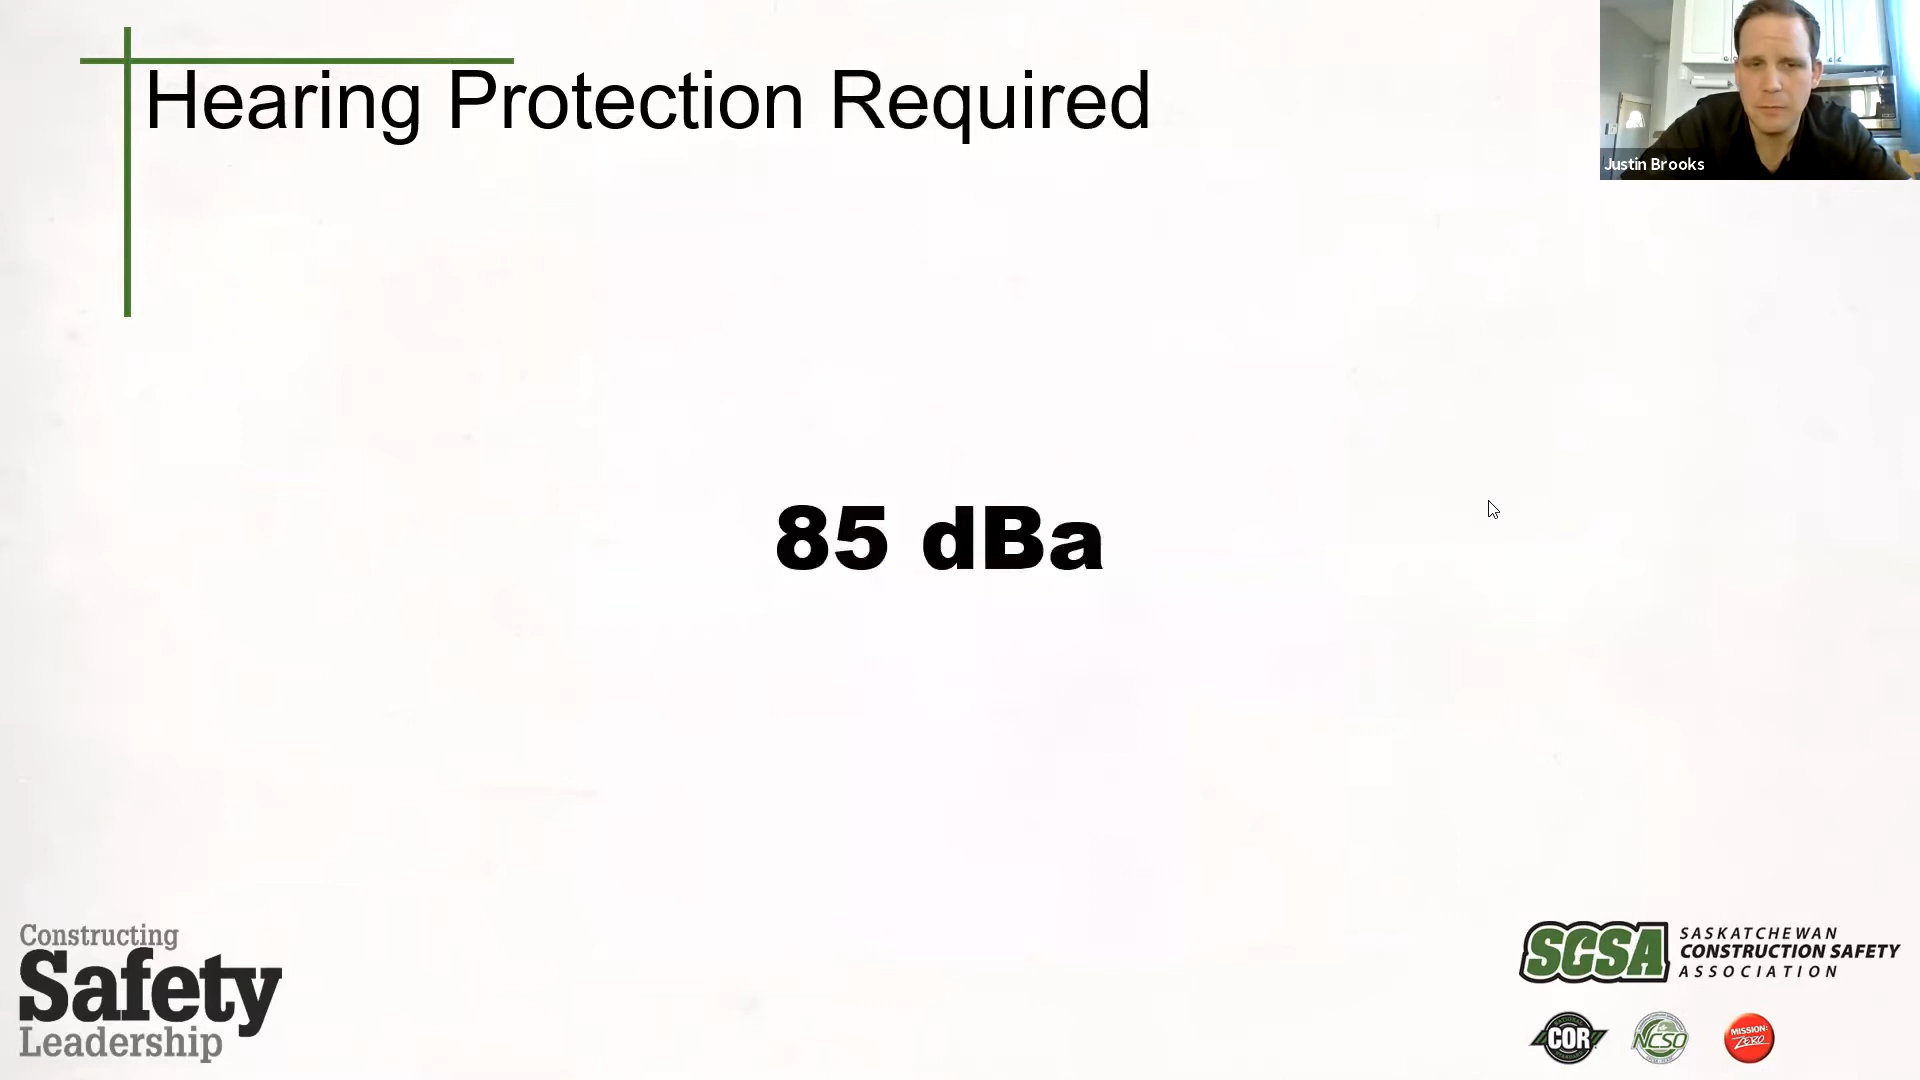 Hearing Protection Required
Justin Brooks
85 dBa
Constructing
Safety
Leadership
SCSA
SASKATCHEWAN
CONSTRUCTION SAFETY
ASSOCIATION
COR
NCSO
MISSION:
ZERO